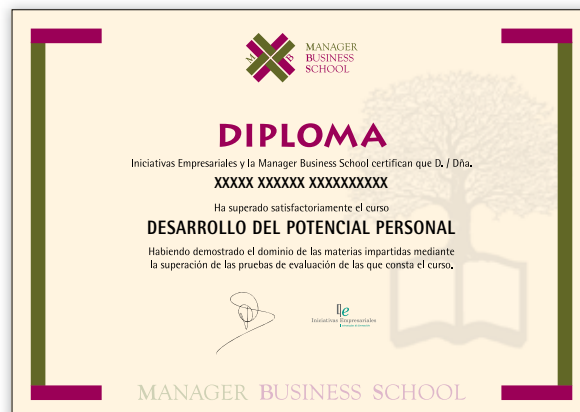 M B
MANAGER
BUSINESS
SCHOOL
DIPLOMA
Iniciativas Empresariales y la Manager Business School certifican que D. / Dña.
XXXXX XXXXXX XXXXXXXXXX
Ha superado satisfactoriamente el curso
DESARROLLO DEL POTENCIAL PERSONAL
Habiendo demostrado el dominio de las materias impartidas mediante
la superación de las pruebas de evaluación de las que consta el curso.
Ie
Iniciativas Empresariales
MANAGER BUSINESS SCHOOL